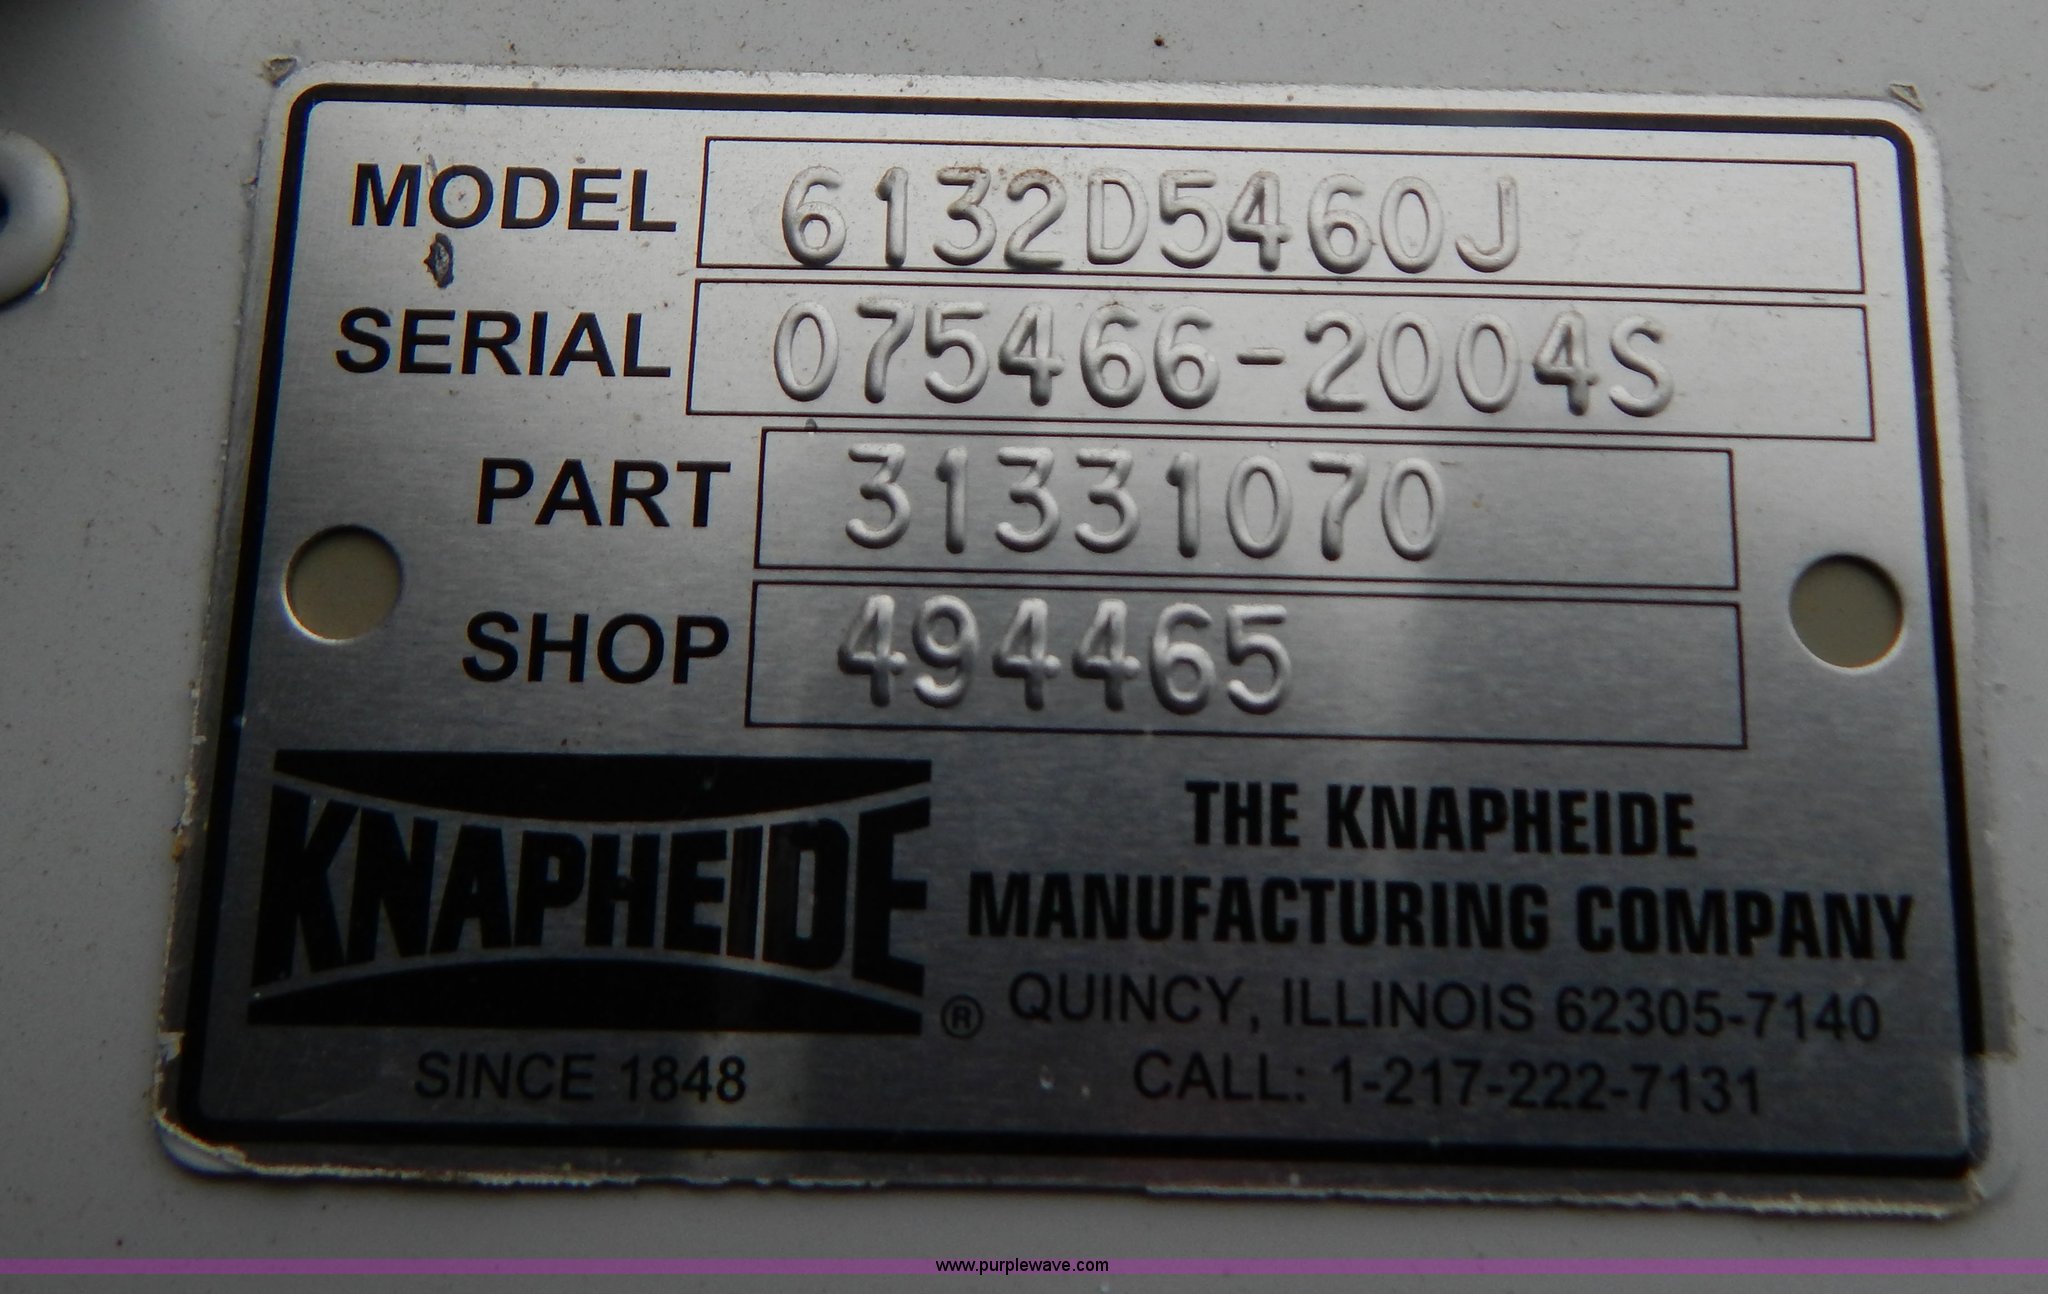 MODEL 6132D5460J
SERIAL 075466-2004S
PART 31331070
SHOP 494465
KNAPHEIDE ®
SINCE 1848
THE KNAPHEIDE
MANUFACTURING COMPANY
QUINCY, ILLINOIS 62305-7140
CALL: 1-217-222-7131
www.purplewave.com